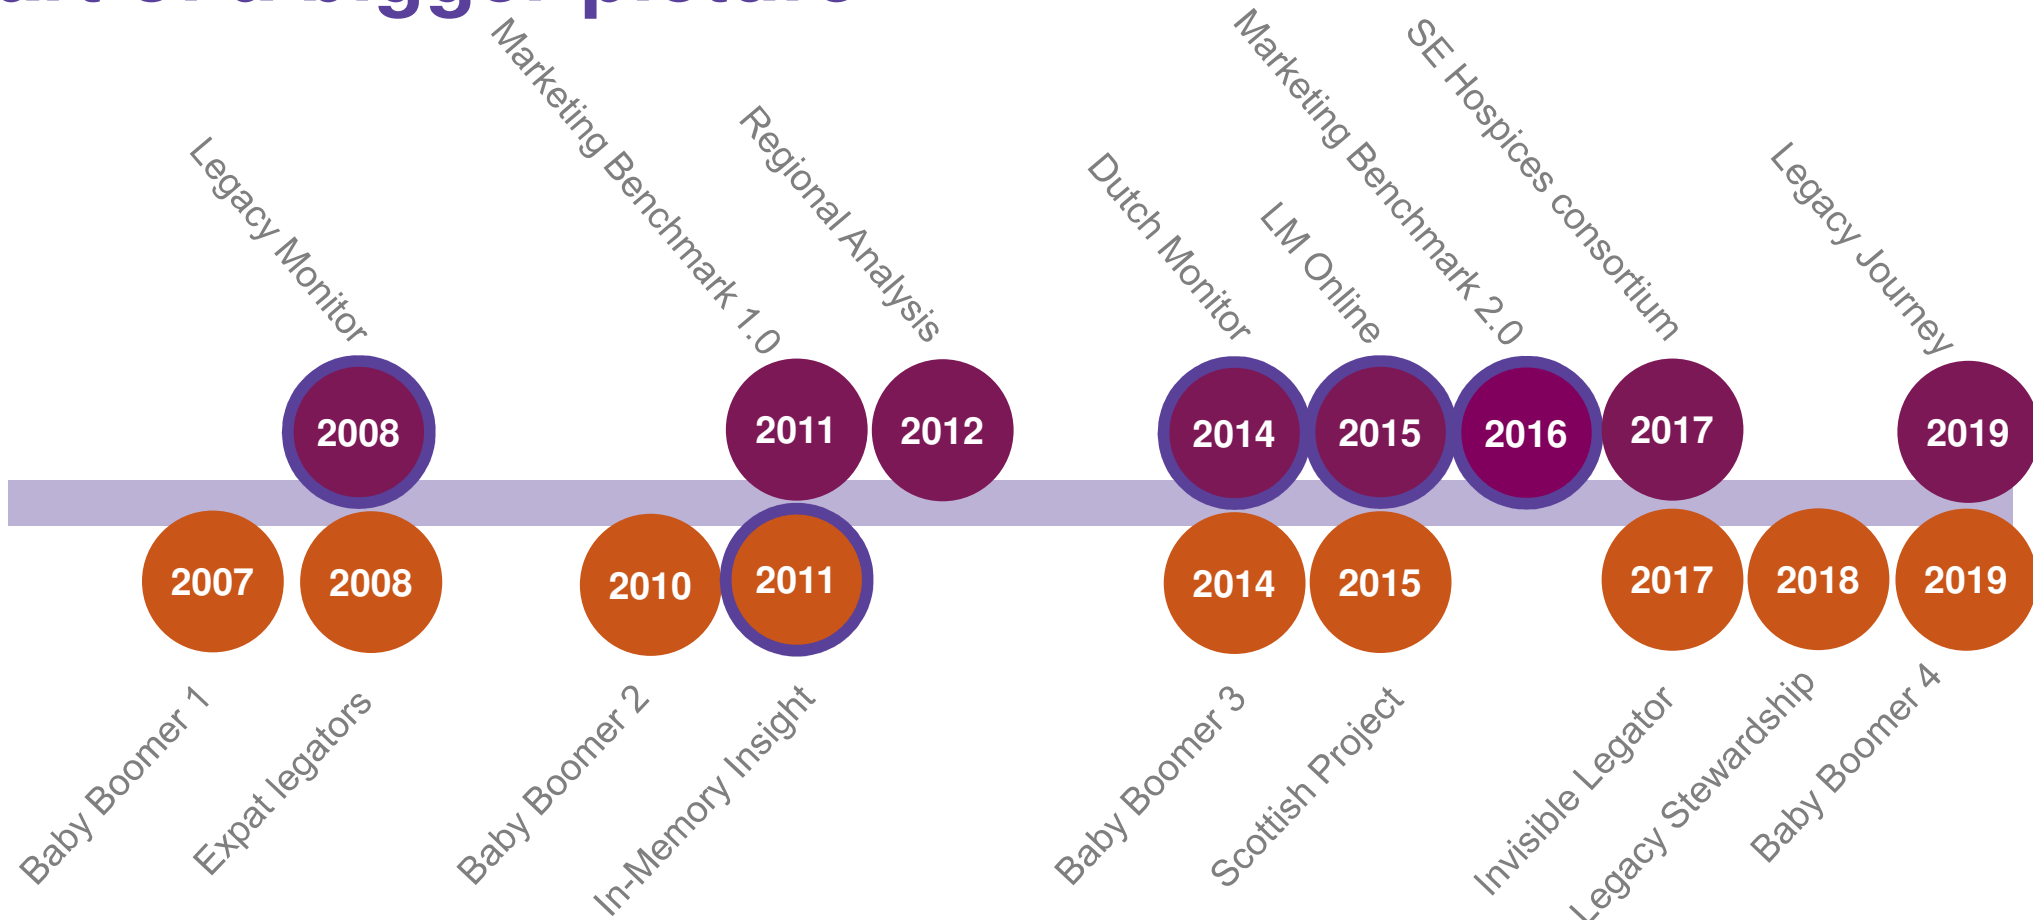 of a bigger picture
Legacy Monitor
Marketing Benchmark 1.0
Regional Analysis
Dutch Monitor
LM Online
Marketing Benchmark 2.0
SE Hospices consortium
Legacy Journey
2008
2011
2012
2014
2015
2016
2017
2019
2007
2008
2010
2011
2014
2015
2017
2018
2019
Baby Boomer 1
Expat legators
Baby Boomer 2
In-Memory Insight
Baby Boomer 3
Scottish Project
Invisible Legator
Legacy Stewardship
Baby Boomer 4